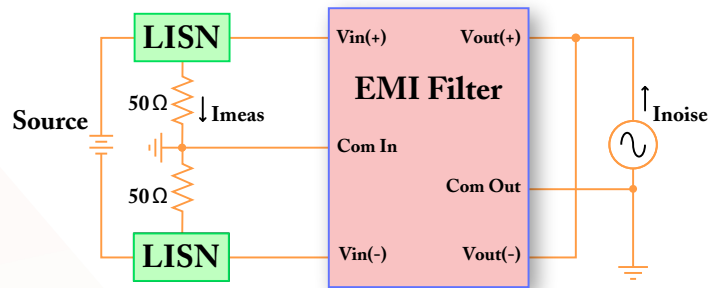 LISN
Vin(+)
Vout(+)
EMI Filter
50Ω
Imeas
Source
Inoise
Com In
Com Out
50Ω
LISN
Vin(-)
Vout(-)